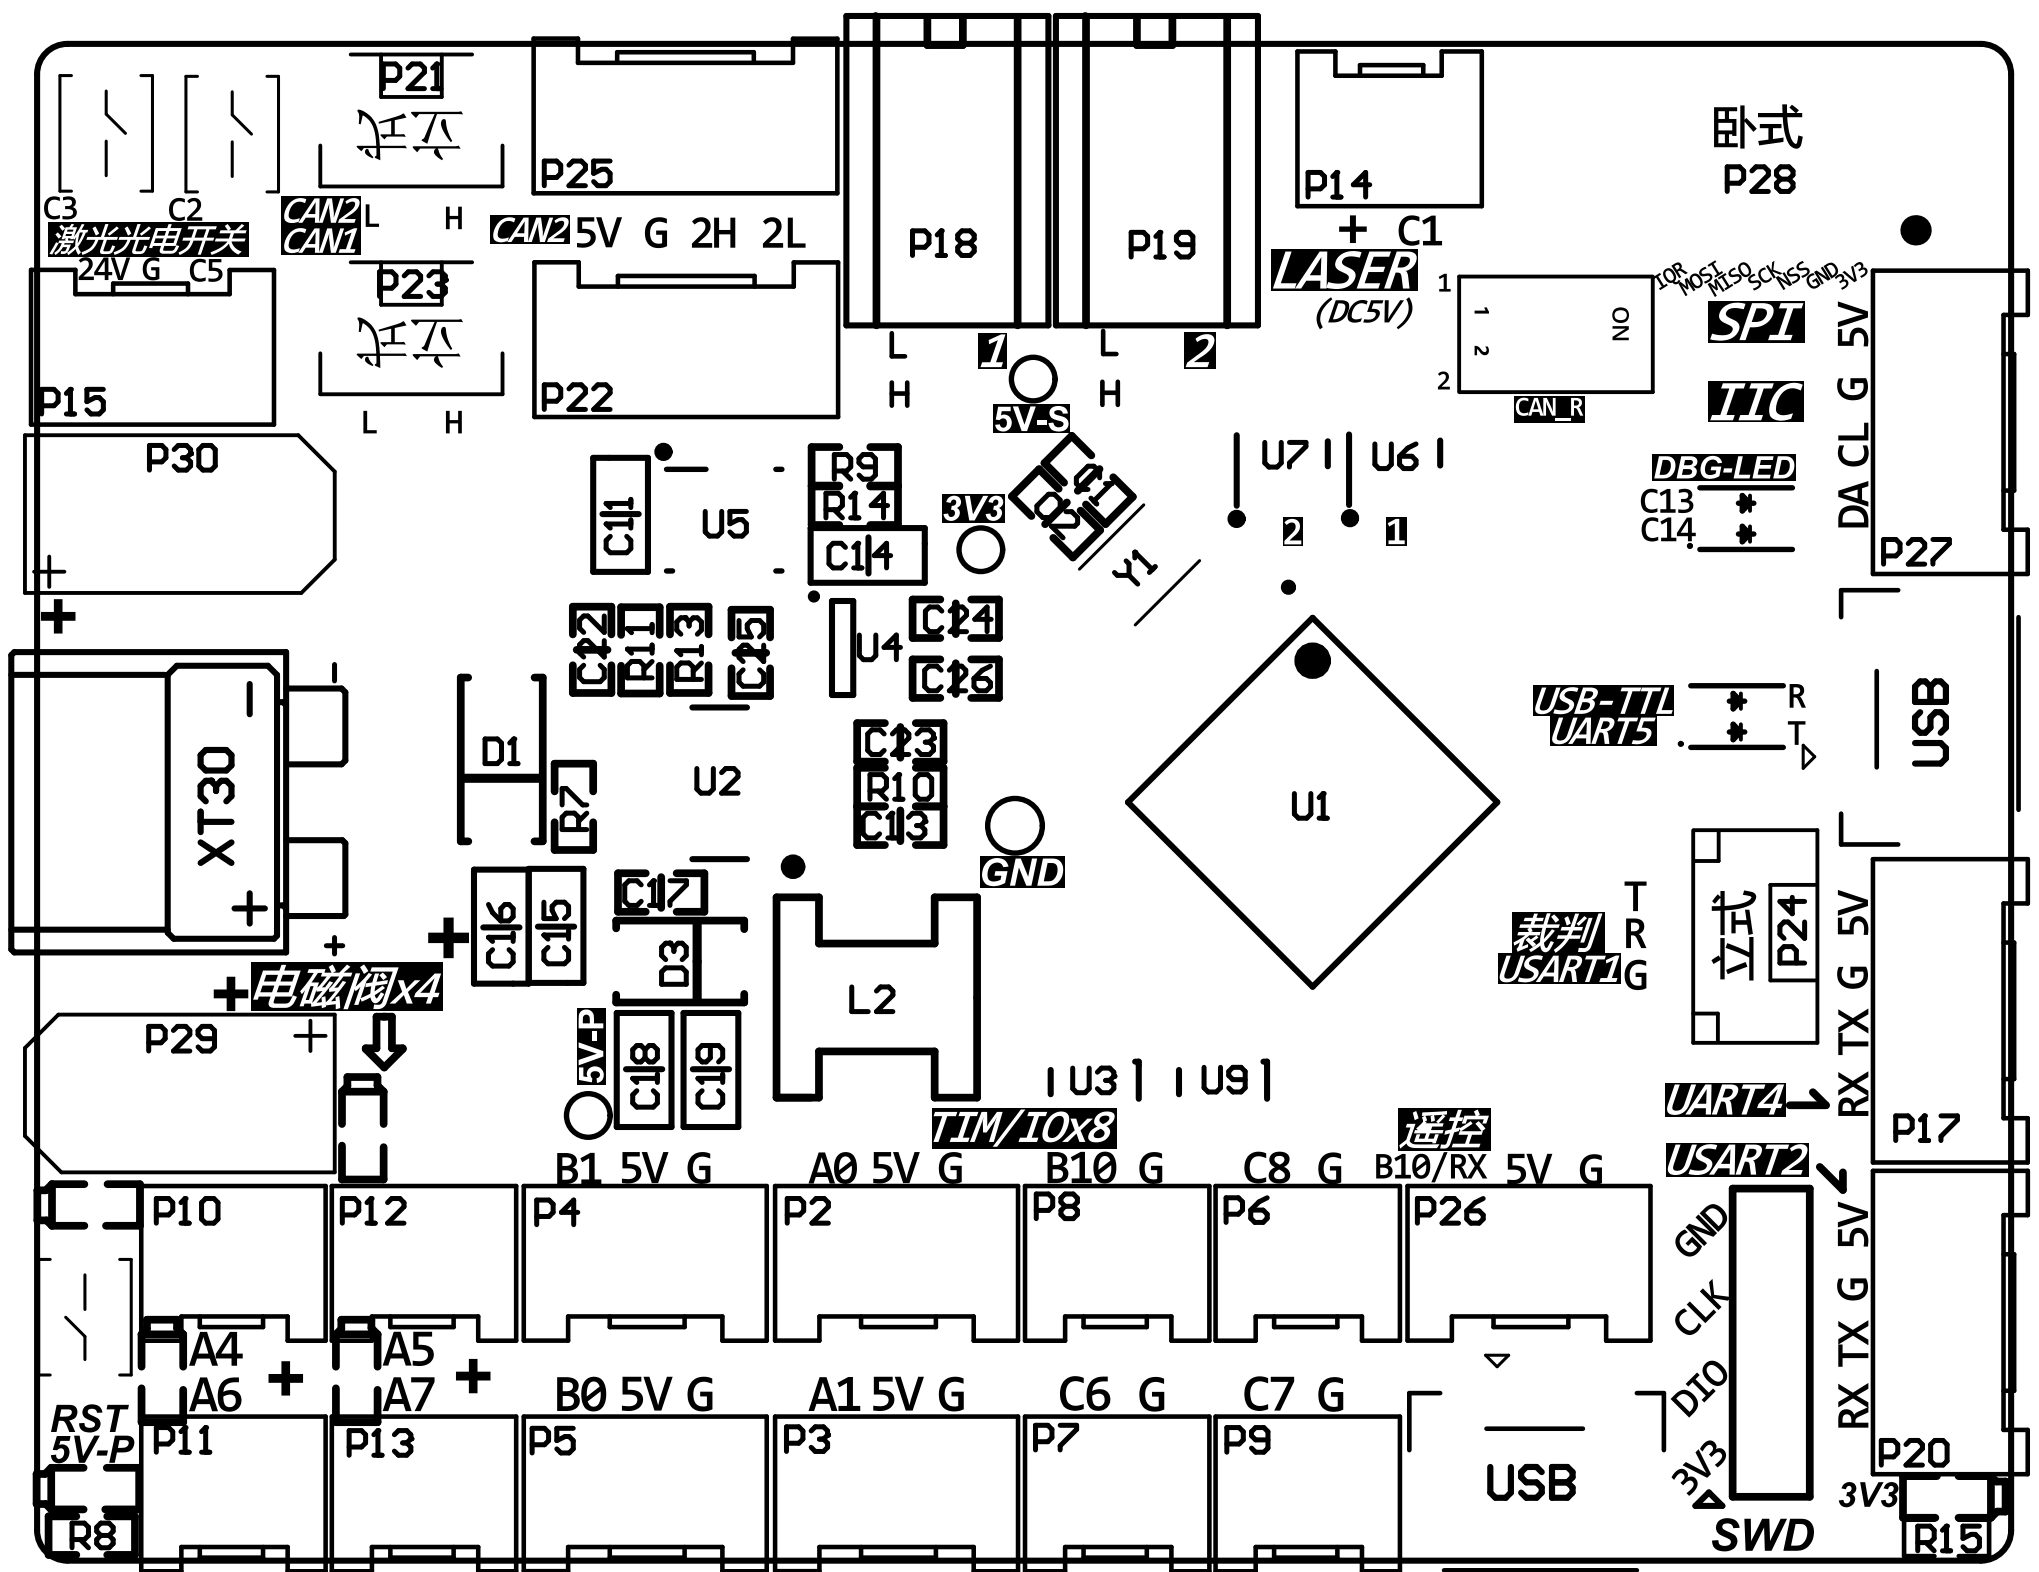 P21
P25
P14
卧式
P28
C3
C2
CAN2
CAN1
L H
激光光电开关
24V G C5
CAN2 5V G 2H 2L
P18
P19
+ C1
LASER
(DC5V)
P23
P15
L H
P22
L
H
1
L
H
2
5V-S
1
2
1
2
ON
CAN_R
IQR MOSI MISO SCK NSS GND 3V3
SPI
IIC
DA CL G 5V
P27
DBG-LED
C13
C14
P30
+
+
C11
U5
R9
R14
C14
3V3
Y1
U7
U6
2
1
C22
R11
R13
C25
U4
C24
C26
XT30
-
+
-
+
D1
R7
U2
C23
R10
C13
GND
U1
USB-TTL
UART5
R
T
USB
C16
C15
C17
D3
L2
+
裁判
USART1
T
R
G
立式
P24
RX TX G 5V
P17
+
电磁阀x4
P29
+
5V-P
C18
C19
U3
U9
UART4
USART2
TIM/IOx8
遥控
B1 5V G
A0 5V G
B10 G
C8 G
B10/RX 5V G
P10
P12
P4
P2
P8
P6
P26
GND
CLK
DIO
3V3
SWD
RX TX G 5V
P20
A4
A6
+
A5
A7
+
B0 5V G
A1 5V G
C6 G
C7 G
RST
5V-P
P11
P13
P5
P3
P7
P9
USB
R8
3V3
R15